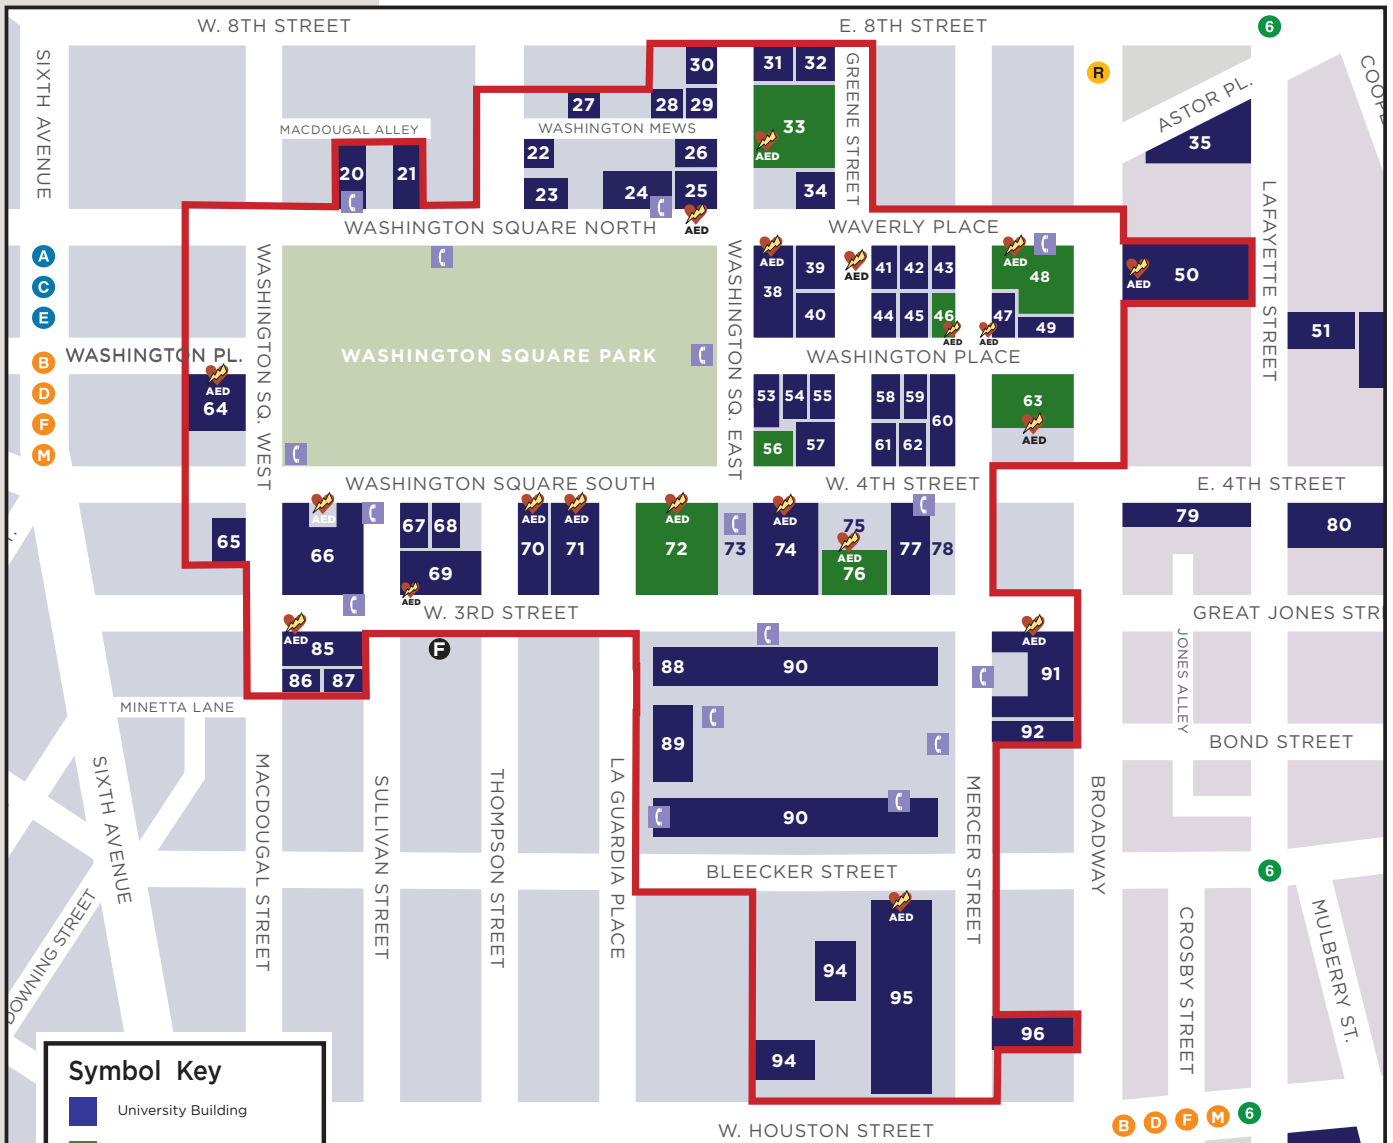 W. 8TH STREET
E. 8TH STREET
6
SIXTH AVENUE
R
ASTOR PL.
30
31
32
GREENE STREET
27
28
29
MACDOUGAL ALLEY
WASHINGTON MEWS
33
AED
35
22
26
20
21
23
24
25
34
AED
WASHINGTON SQUARE NORTH
WAVERLY PLACE
LAFAYETTE STREET
A
C
E
B
D
F
M
WASHINGTON SQ. WEST
WASHINGTON SQ. EAST
AED
38
39
40
AED
41
42
43
44
45
46
AED
AED
48
47
AED
49
AED
50
51
WASHINGTON PL.
WASHINGTON SQUARE PARK
WASHINGTON PLACE
AED
64
53
54
55
56
57
58
59
60
61
62
63
AED
WASHINGTON SQUARE SOUTH
W. 4TH STREET
E. 4TH STREET
65
AED
66
67
68
69
AED
AED
70
AED
71
AED
72
73
AED
74
75
AED
76
77
78
79
80
W. 3RD STREET
GREAT JONES STR
AED
85
86
87
F
88
90
AED
91
92
89
90
JONES ALLEY
MINETTA LANE
BOND STREET
SIXTH AVENUE
MACDOUGAL STREET
SULLIVAN STREET
THOMPSON STREET
LA GUARDIA PLACE
MERCER STREET
BROADWAY
BLEECKER STREET
6
DOWNING STREET
CROSBY STREET
MULBERRY ST.
AED
94
95
94
96
Symbol Key
University Building
W. HOUSTON STREET
B
D
F
M
6